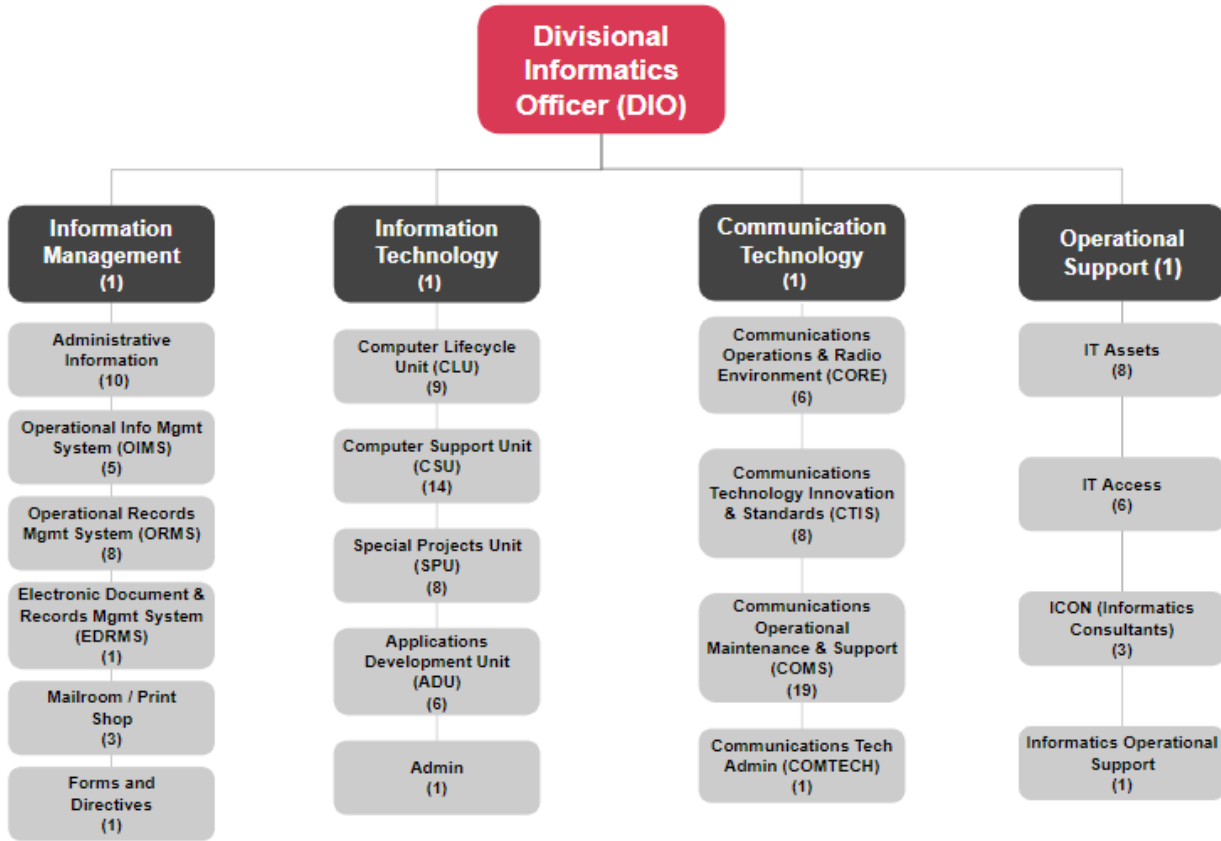 Divisional
Informatics
Officer (DIO)
Information
Management
(1)
Administrative
Information
(10)
Operational Info Mgmt
System (OIMS)
(5)
Operational Records
Mgmt System (ORMS)
(8)
Electronic Document &
Records Mgmt System
(EDRMS)
(1)
Mailroom / Print
Shop
(3)
Forms and
Directives
(1)
Information
Technology
(1)
Computer Lifecycle
Unit (CLU)
(9)
Computer Support Unit
(CSU)
(14)
Special Projects Unit
(SPU)
(8)
Applications
Development Unit
(ADU)
(6)
Admin
(1)
Communication
Technology
(1)
Communications
Operations & Radio
Environment (CORE)
(6)
Communications
Technology Innovation
& Standards (CTIS)
(8)
Communications
Operational
Maintenance & Support
(COMS)
(19)
Communications Tech
Admin (COMTECH)
(1)
Operational
Support (1)
IT Assets
(8)
IT Access
(6)
ICON (Informatics
Consultants)
(3)
Informatics Operational
Support
(1)